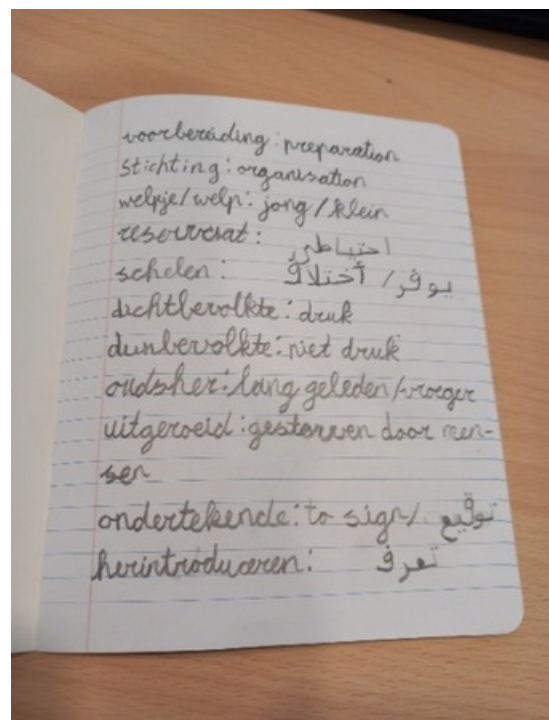 voorbereiding: preparation
stichting: organisation
welpje/welp: jong/klein
reserveat: احتياطي
schelen: يوفر/ أختلاف
dichtbevolkte: druk
dunbevolkte: niet druk
oudsher: lang geleden/vroeger
uitgeroeid: gestorven door men-
sen
ondertekende: to sign/ توقيع
herintroduceren: تعرف